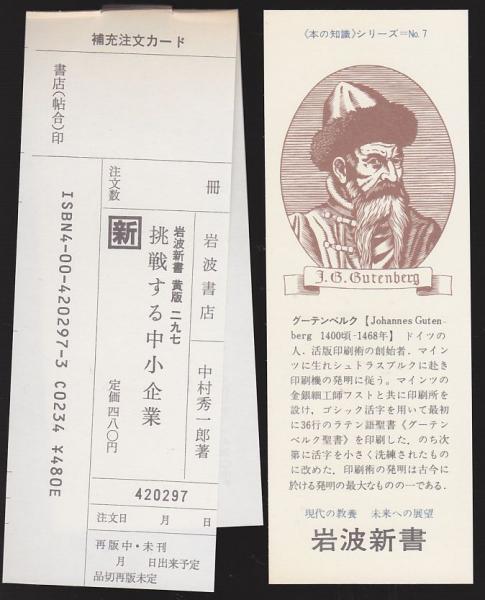 補充注文カード
書店(帖合)印
注文数
冊
岩波書店
中村秀一郎著
新
岩波新書 黄版 二九七
挑戦する中小企業
定価四八〇円
ISBN4-00-420297-3 C0234 ¥480E
420297
注文日 月 日
再版中・未刊
月 日出来予定
品切再版未定
《本の知識》シリーズ=No.7
J. G. Gutenberg
グーテンベルク【Johannes Guten-
berg 1400頃-1468年】 ドイツの
人．活版印刷術の創始者．マイン
ツに生れシュトラスブルクに赴き
印刷機の発明に従う．マインツの
金銀細工師フストと共に印刷所を
設け，ゴシック活字を用いて最初
に36行のラテン語聖書《グーテン
ベルク聖書》を印刷した．のち次
第に活字を小さく洗練されたもの
に改めた．印刷術の発明は古今に
於ける発明の最大なものの一である．
現代の教養 未来への展望
岩波新書